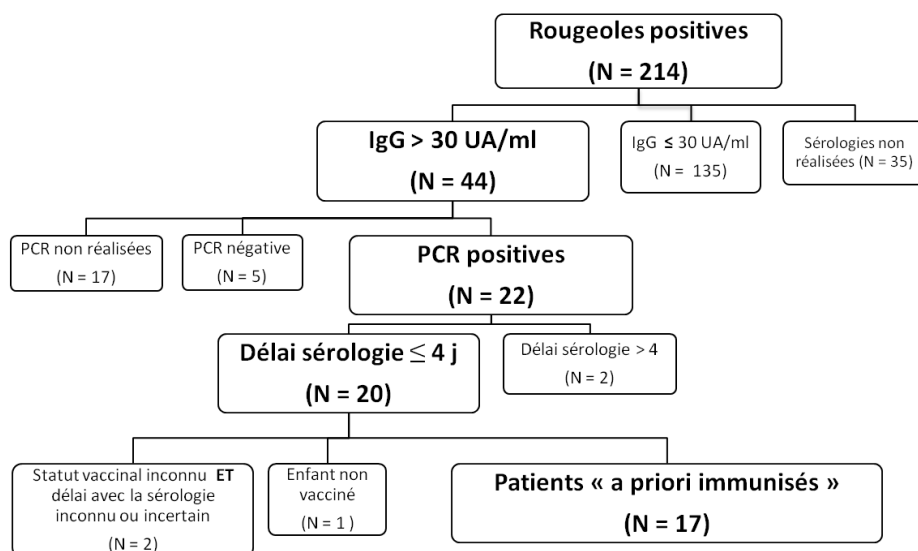 Rougeoles positives
(N = 214)
IgG > 30 UA/ml
(N = 44)
IgG ≤ 30 UA/ml
(N = 135)
Sérologies non
réalisées (N = 35)
PCR non réalisées
(N = 17)
PCR négative
(N = 5)
PCR positives
(N = 22)
Délai sérologie ≤ 4 j
(N = 20)
Délai sérologie > 4
(N = 2)
Statut vaccinal inconnu ET
délai avec la sérologie
inconnu ou incertain
(N = 2)
Enfant non
vacciné
(N = 1 )
Patients « a priori immunisés »
(N = 17)